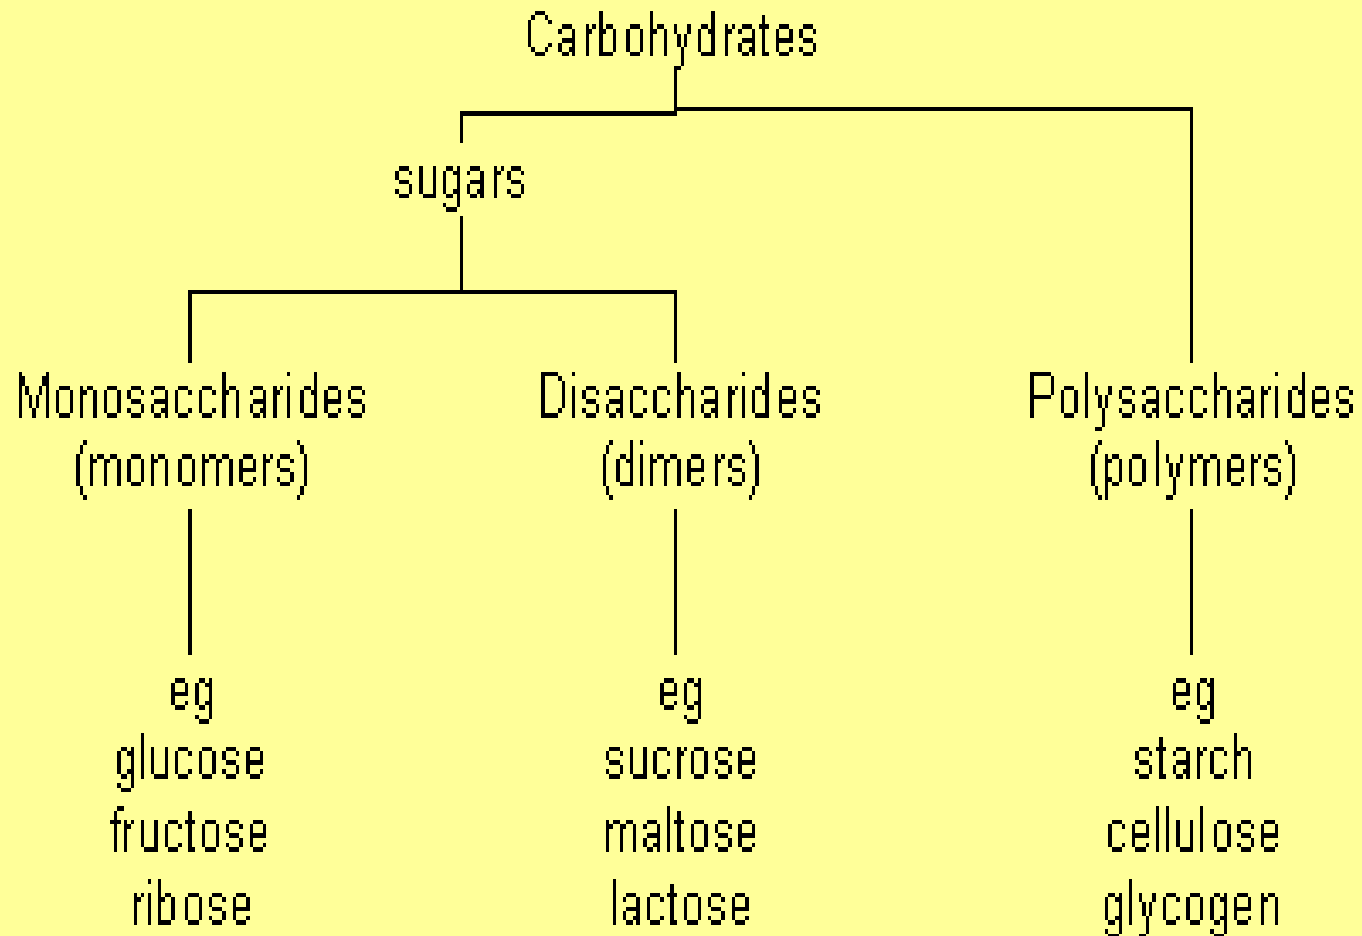 Carbohydrates
sugars
Monosaccharides
(monomers)
Disaccharides
(dimers)
Polysaccharides
(polymers)
eg
glucose
fructose
ribose
eg
sucrose
maltose
lactose
eg
starch
cellulose
glycogen